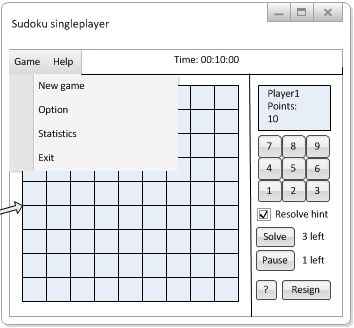 Sudoku singleplayer
Game Help Time: 00:10:00
New game
Option
Statistics
Exit
Player1
Points:
10
7 8 9
4 5 6
1 2 3
Resolve hint
Solve 3 left
Pause 1 left
? Resign